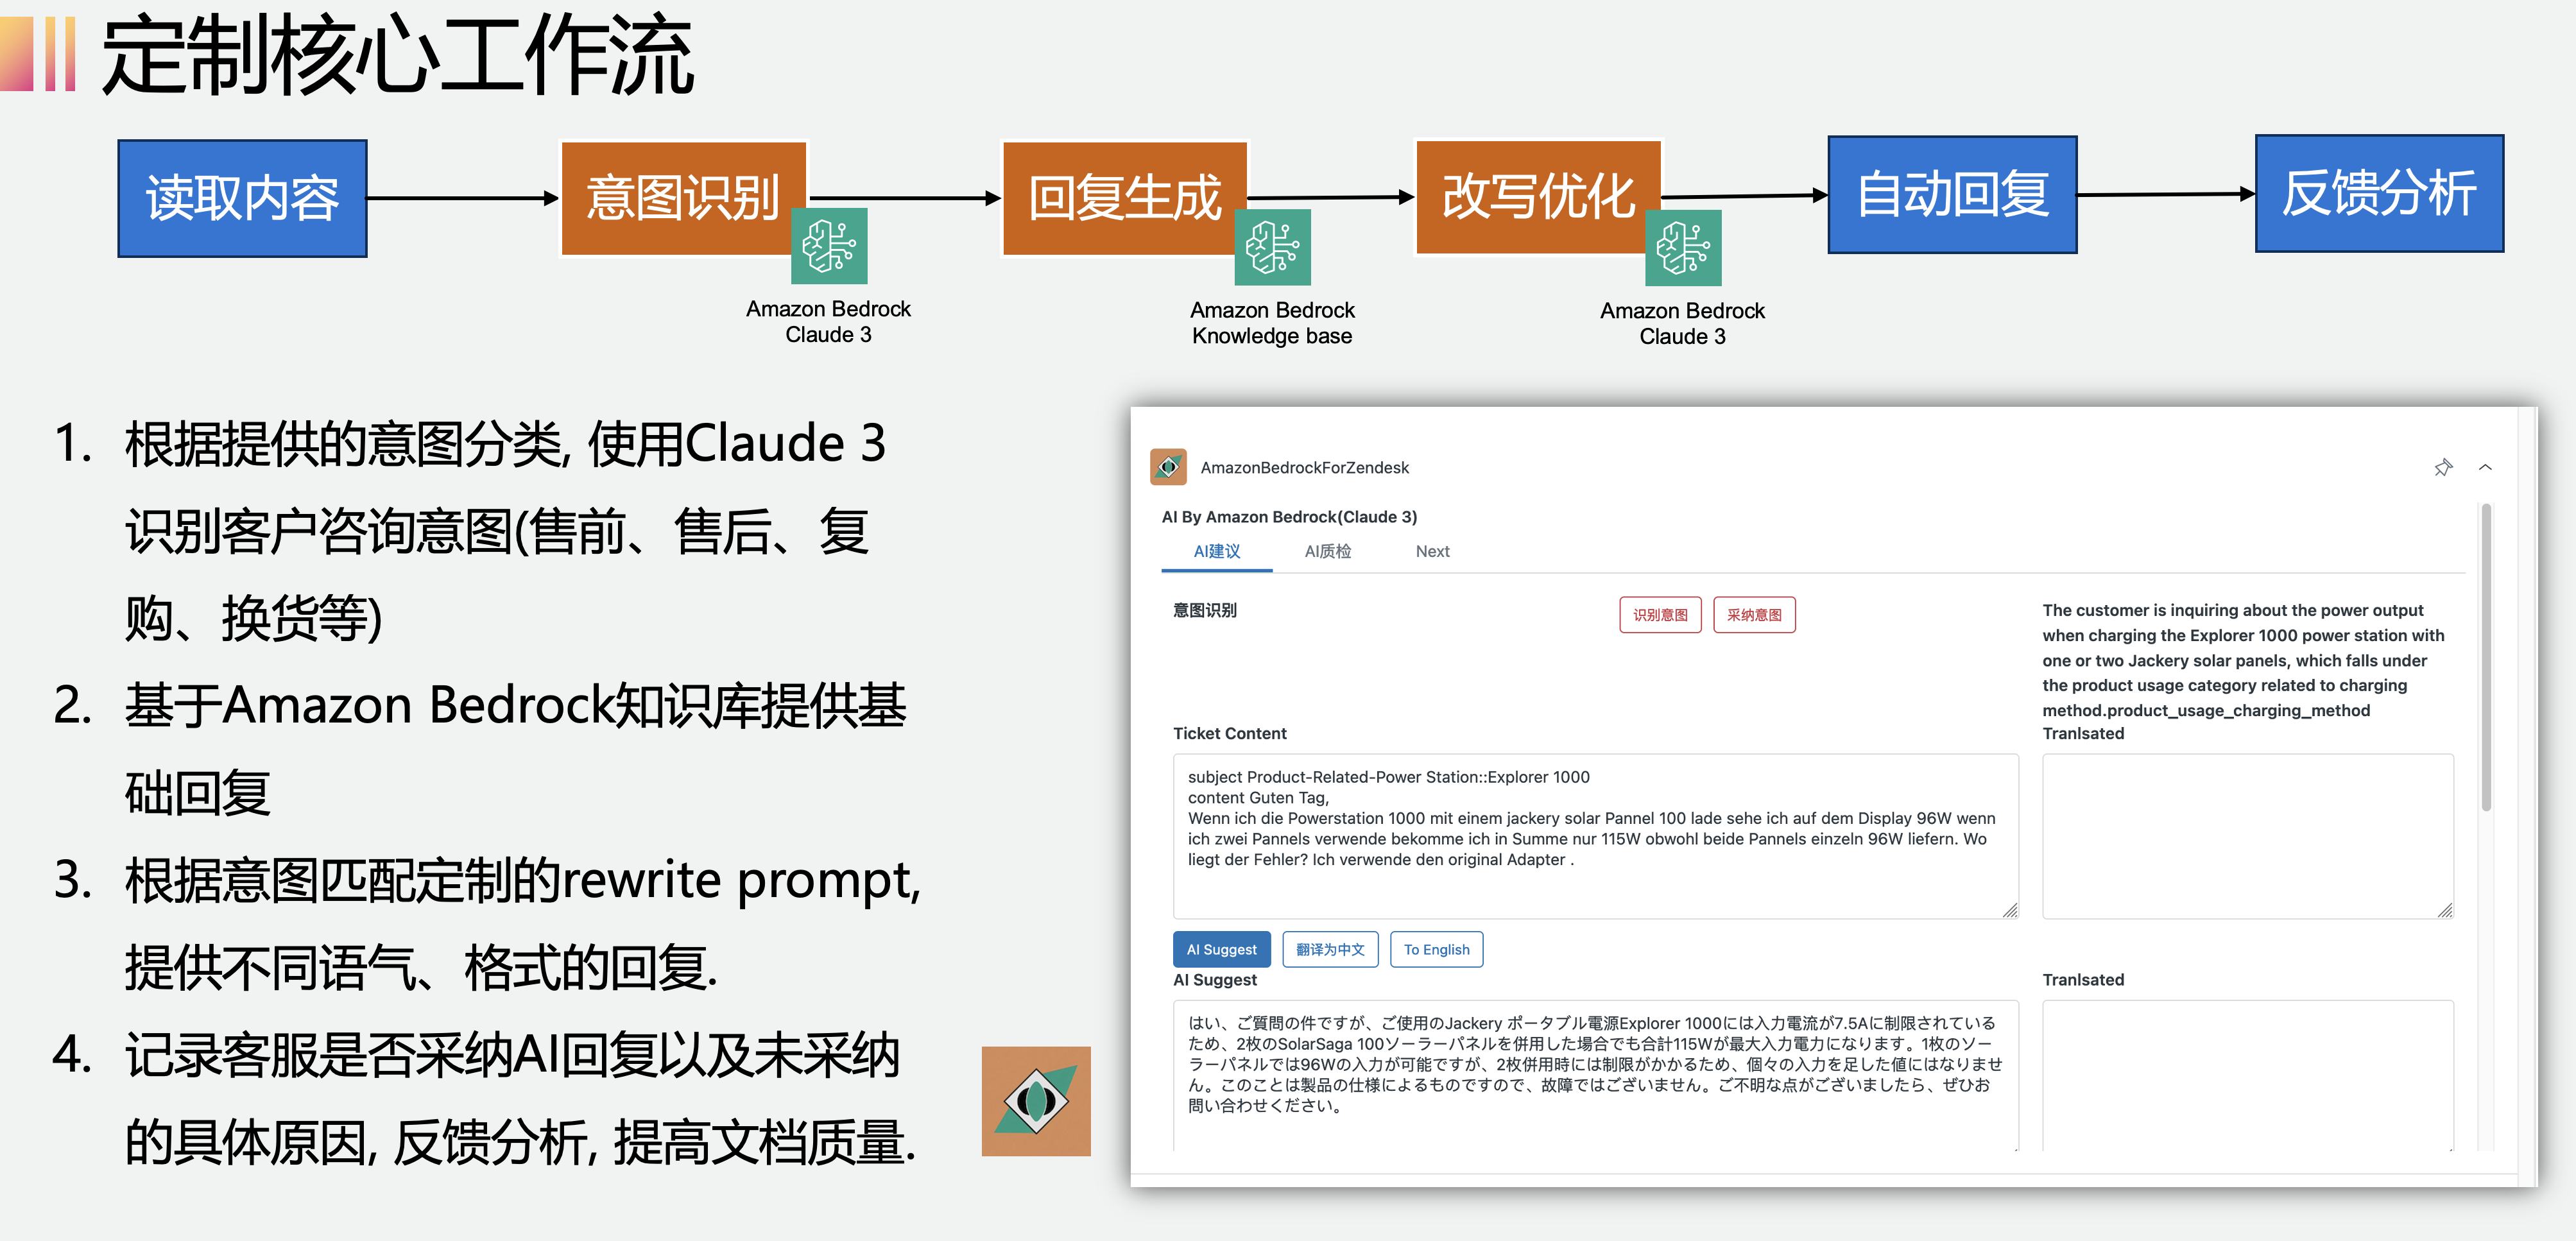 定制核心工作流
读取内容
意图识别
回复生成
改写优化
自动回复
反馈分析
Amazon Bedrock
Claude 3
Amazon Bedrock
Knowledge base
Amazon Bedrock
Claude 3
1. 根据提供的意图分类, 使用Claude 3
识别客户咨询意图(售前、售后、复
购、换货等)
2. 基于Amazon Bedrock知识库提供基
础回复
3. 根据意图匹配定制的rewrite prompt,
提供不同语气、格式的回复.
4. 记录客服是否采纳AI回复以及未采纳
的具体原因, 反馈分析, 提高文档质量.
AmazonBedrockForZendesk
AI By Amazon Bedrock(Claude 3)
AI建议 AI质检 Next
意图识别
识别意图 采纳意图
The customer is inquiring about the power output
when charging the Explorer 1000 power station with
one or two Jackery solar panels, which falls under
the product usage category related to charging
method.product_usage_charging_method
Ticket Content
Tranlsated
subject Product-Related-Power Station::Explorer 1000
content Guten Tag,
Wenn ich die Powerstation 1000 mit einem jackery solar Pannel 100 lade sehe ich auf dem Display 96W wenn
ich zwei Pannels verwende bekomme ich in Summe nur 115W obwohl beide Pannels einzeln 96W liefern. Wo
liegt der Fehler? Ich verwende den original Adapter .
AI Suggest 翻译为中文 To English
AI Suggest
Tranlsated
はい、ご質問の件ですが、ご使用のJackery ポータブル電源Explorer 1000には入力電流が7.5Aに制限されている
ため、2枚のSolarSaga 100ソーラーパネルを併用した場合でも合計115Wが最大入力電力になります。1枚のソー
ラーパネルでは96Wの入力が可能ですが、2枚併用時には制限がかかるため、個々の入力を足した値にはなりませ
ん。このことは製品の仕様によるものですので、故障ではございません。ご不明な点がございましたら、ぜひお
問い合わせください。